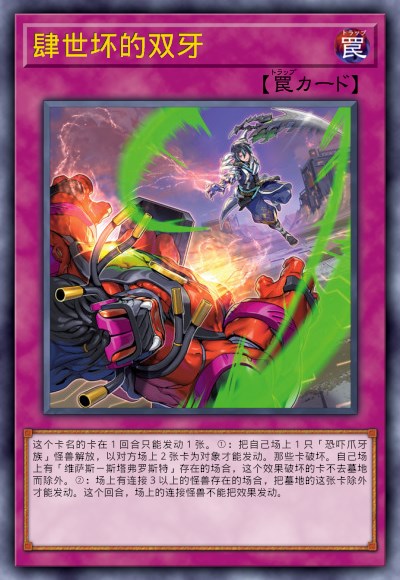 肆世坏的双牙
トラップ
罠
トラップ
【罠カード】
这个卡名的卡在1回合只能发动1张。①：把自己场上1只「恐吓爪牙
族」怪兽解放，以对方场上2张卡为对象才能发动。那些卡破坏。自己场
上有「维萨斯－斯塔弗罗斯特」存在的场合，这个效果破坏的卡不去墓地
而除外。②：场上有连接3以上的怪兽存在的场合，把墓地的这张卡除外
才能发动。这个回合，场上的连接怪兽不能把效果发动。